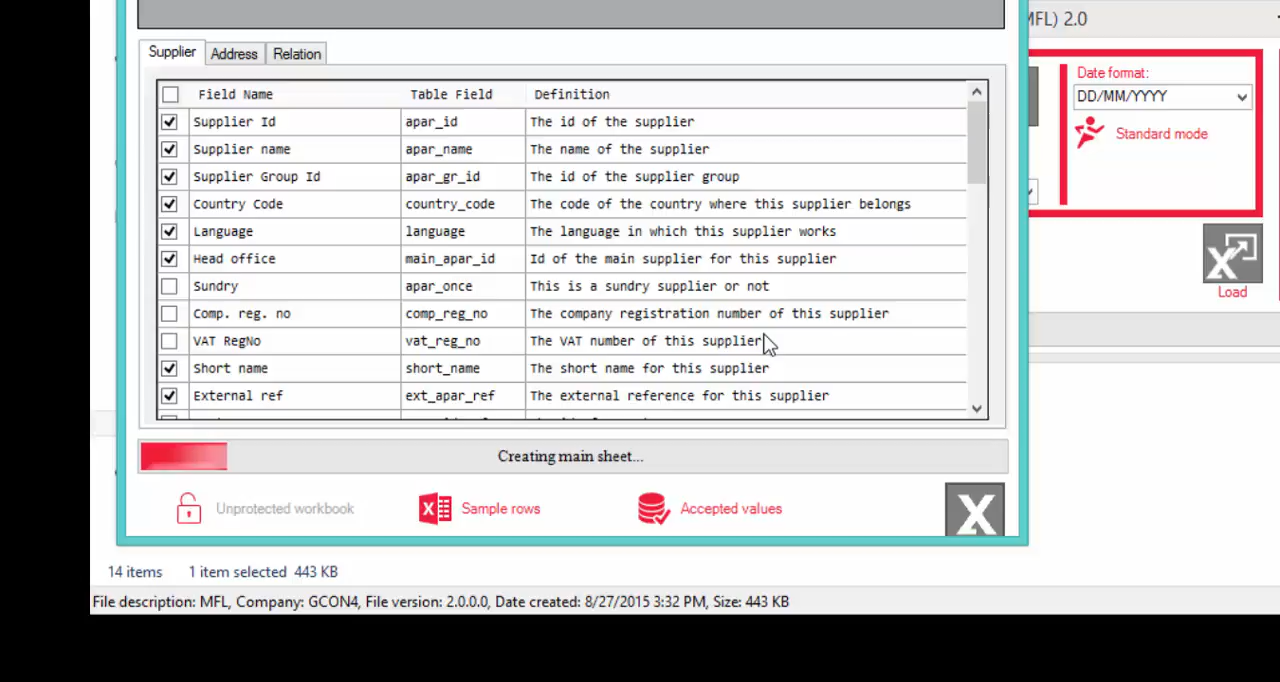 MFL) 2.0
Supplier Address Relation
Date format:
DD/MM/YYYY
Standard mode
Load
Field Name Table Field Definition
Supplier Id apar_id The id of the supplier
Supplier name apar_name The name of the supplier
Supplier Group Id apar_gr_id The id of the supplier group
Country Code country_code The code of the country where this supplier belongs
Language language The language in which this supplier works
Head office main_apar_id Id of the main supplier for this supplier
Sundry apar_once This is a sundry supplier or not
Comp. reg. no comp_reg_no The company registration number of this supplier
VAT RegNo vat_reg_no The VAT number of this supplier
Short name short_name The short name for this supplier
External ref ext_apar_ref The external reference for this supplier
Creating main sheet...
Unprotected workbook Sample rows Accepted values
14 items 1 item selected 443 KB
File description: MFL, Company: GCON4, File version: 2.0.0.0, Date created: 8/27/2015 3:32 PM, Size: 443 KB